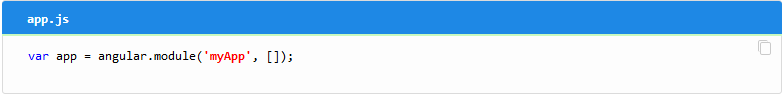 app.js
var app = angular.module('myApp', []);